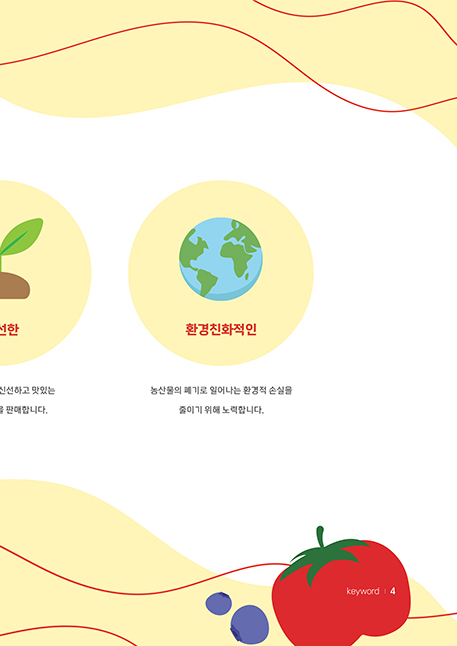 선한
환경친화적인
신선하고 맛있는
판매합니다.
농산물의 폐기로 일어나는 환경적 손실을
줄이기 위해 노력합니다.
keyword | 4